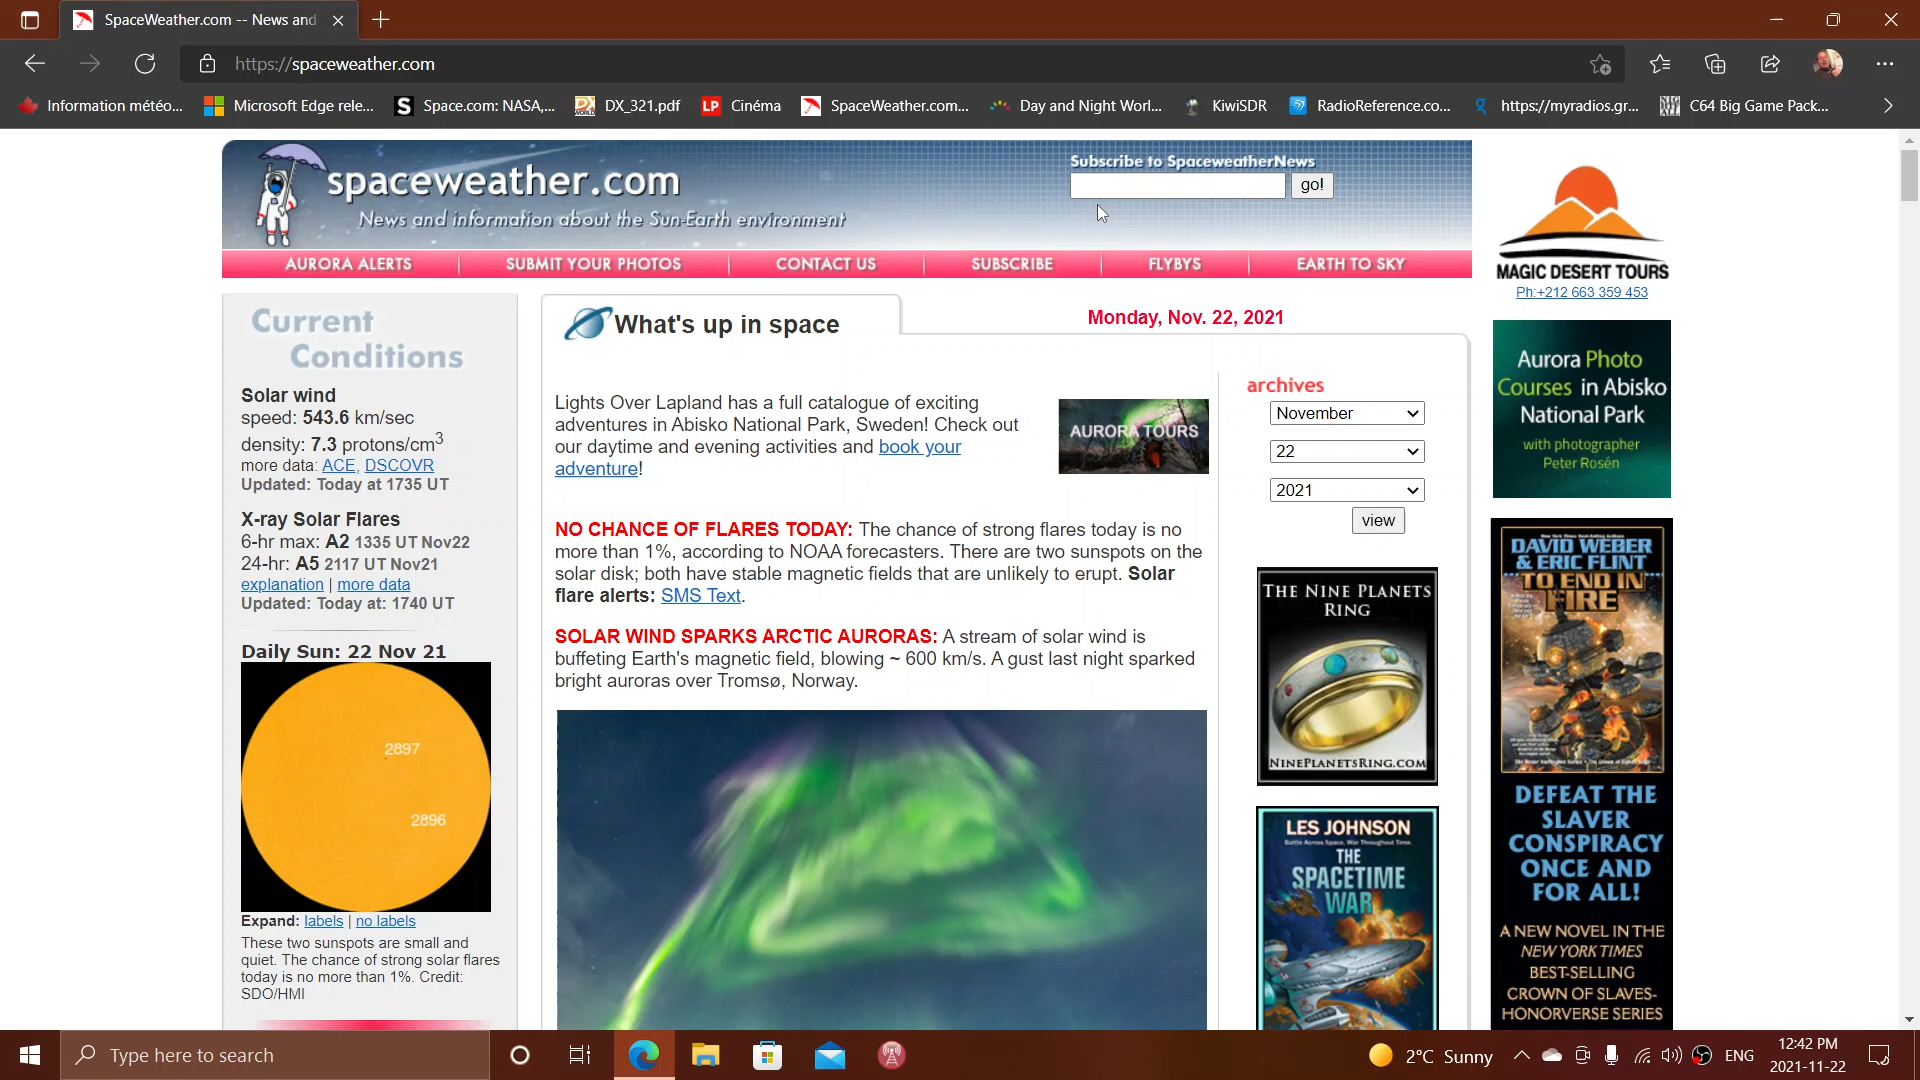 SpaceWeather.com -- News and
https://spaceweather.com
Information météo...
Microsoft Edge rele...
Space.com: NASA,...
DX_321.pdf
LP Cinéma
SpaceWeather.com...
Day and Night Worl...
KiwiSDR
RadioReference.co...
https://myradios.gr...
C64 Big Game Pack...
spaceweather.com
News and information about the Sun-Earth environment
Subscribe to SpaceweatherNews
go!
AURORA ALERTS
SUBMIT YOUR PHOTOS
CONTACT US
SUBSCRIBE
FLYBYS
EARTH TO SKY
Current
Conditions
Solar wind
speed: 543.6 km/sec
density: 7.3 protons/cm3
more data: ACE, DSCOVR
Updated: Today at 1735 UT
X-ray Solar Flares
6-hr max: A2 1335 UT Nov22
24-hr: A5 2117 UT Nov21
explanation | more data
Updated: Today at: 1740 UT
Daily Sun: 22 Nov 21
2897
2896
Expand: labels | no labels
These two sunspots are small and
quiet. The chance of strong solar flares
today is no more than 1%. Credit:
SDO/HMI
What's up in space
Monday, Nov. 22, 2021
Lights Over Lapland has a full catalogue of exciting
adventures in Abisko National Park, Sweden! Check out
our daytime and evening activities and book your
adventure!
AURORA TOURS
NO CHANCE OF FLARES TODAY: The chance of strong flares today is no
more than 1%, according to NOAA forecasters. There are two sunspots on the
solar disk; both have stable magnetic fields that are unlikely to erupt. Solar
flare alerts: SMS Text.
SOLAR WIND SPARKS ARCTIC AURORAS: A stream of solar wind is
buffeting Earth's magnetic field, blowing ~ 600 km/s. A gust last night sparked
bright auroras over Tromsø, Norway.
archives
November
22
2021
view
THE NINE PLANETS
RING
NINEPLANETSRING.COM
LES JOHNSON
Battle Across Space, War Throughout Time.
THE
SPACETIME
WAR
MAGIC DESERT TOURS
Ph:+212 663 359 453
Aurora Photo
Courses in Abisko
National Park
with photographer
Peter Rosén
DAVID WEBER
& ERIC FLINT
TO END IN
FIRE
DEFEAT THE
SLAVER
CONSPIRACY
ONCE AND
FOR ALL!
A NEW NOVEL IN THE
NEW YORK TIMES
BEST-SELLING
CROWN OF SLAVES-
HONORVERSE SERIES
Type here to search
2°C Sunny
ENG
12:42 PM
2021-11-22